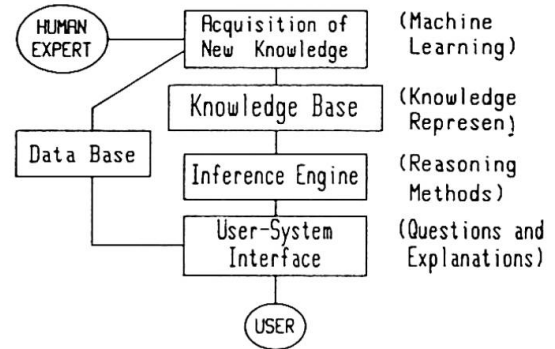 HUMAN
EXPERT
Acquisition of
New Knowledge
(Machine
Learning)
Knowledge Base
(Knowledge
Represen
Data Base
Inference Engine
(Reasoning
Methods)
User-System
Interface
(Questions and
Explanations)
USER